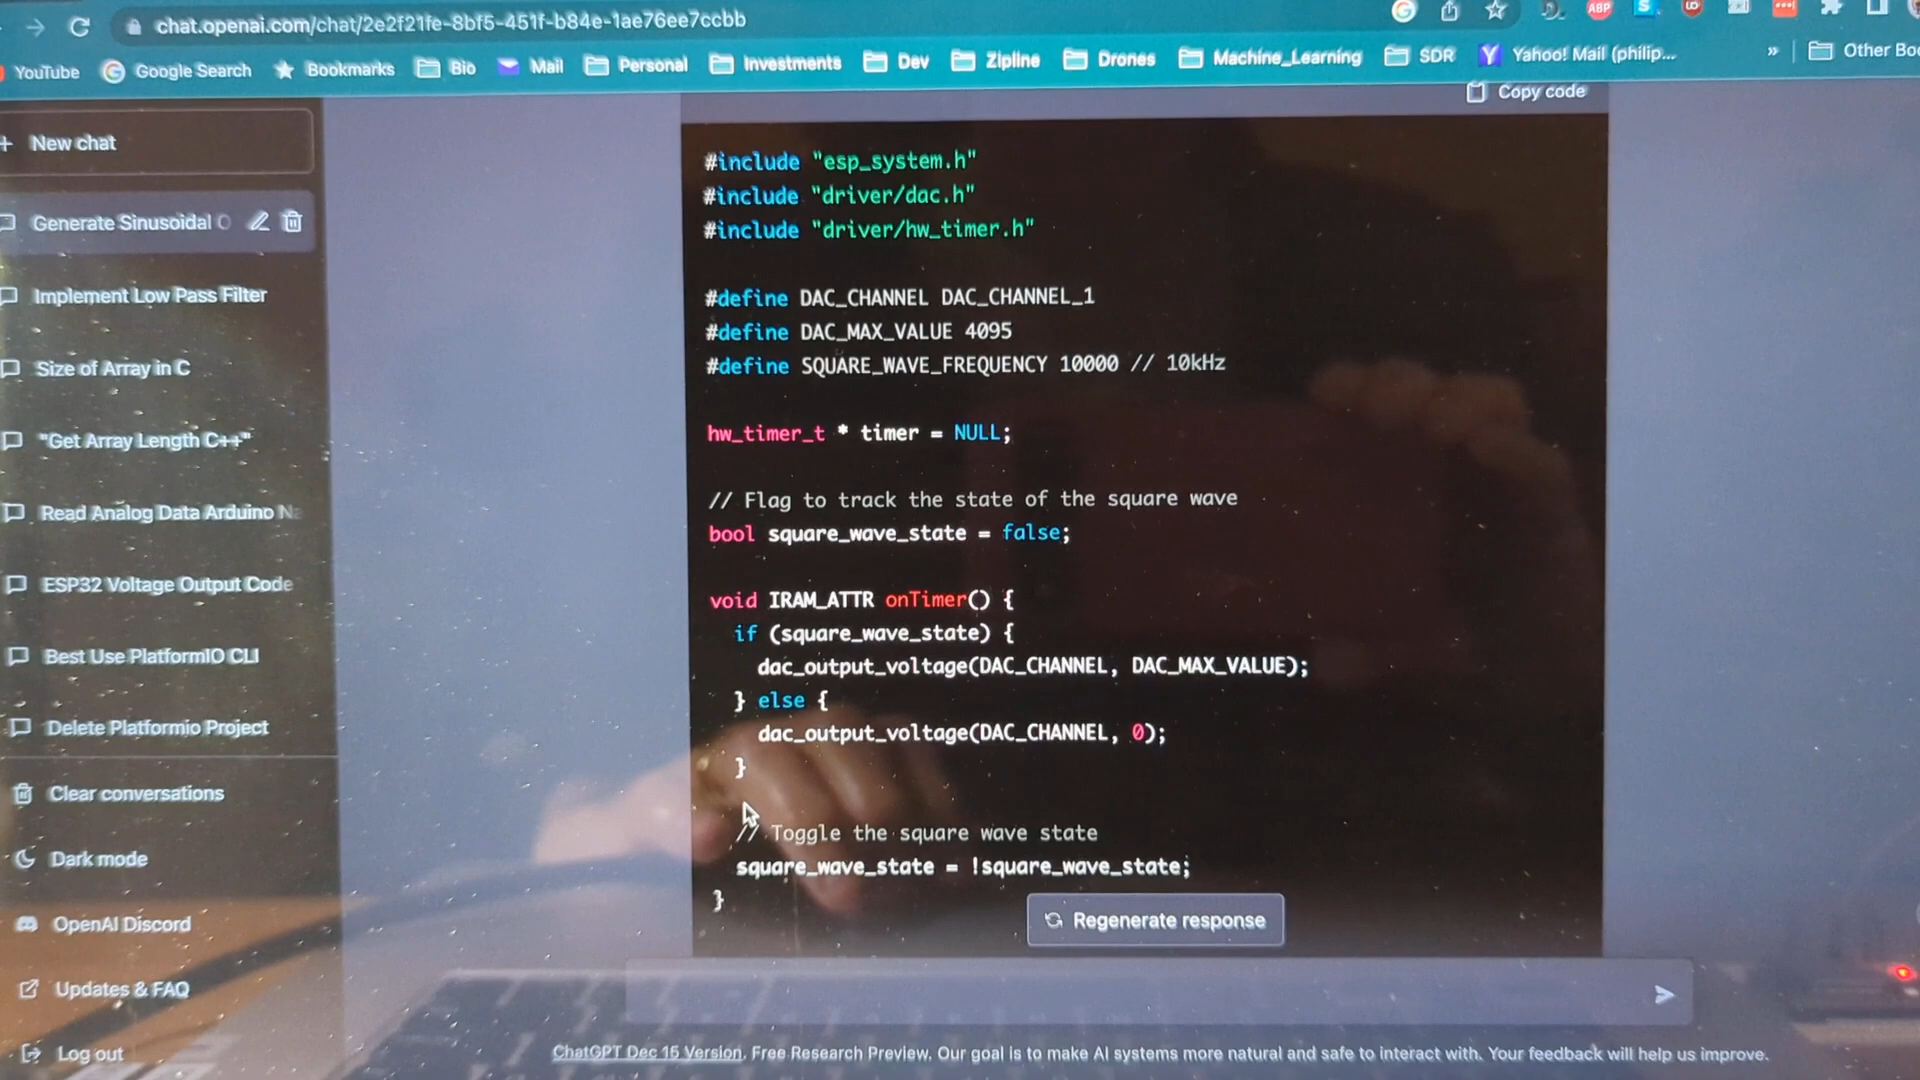 chat.openai.com/chat/2e2f21fe-8bf5-451f-b84e-1ae76ee7ccbb
ABP
YouTube Google Search Bookmarks Bio Mail Personal Investments Dev Zipline Drones Machine_Learning SDR Yahoo! Mail (philip... » Other Boo
Copy code
+ New chat
Generate Sinusoidal
Implement Low Pass Filter
Size of Array in C
"Get Array Length C++"
Read Analog Data Arduino Na
ESP32 Voltage Output Code
Best Use PlatformIO CLI
Delete Platformio Project
Clear conversations
Dark mode
OpenAI Discord
Updates & FAQ
Log out
#include "esp_system.h"
#include "driver/dac.h"
#include "driver/hw_timer.h"
#define DAC_CHANNEL DAC_CHANNEL_1
#define DAC_MAX_VALUE 4095
#define SQUARE_WAVE_FREQUENCY 10000 // 10kHz
hw_timer_t * timer = NULL;
// Flag to track the state of the square wave
bool square_wave_state = false;
void IRAM_ATTR onTimer() {
if (square_wave_state) {
dac_output_voltage(DAC_CHANNEL, DAC_MAX_VALUE);
} else {
dac_output_voltage(DAC_CHANNEL, 0);
}
// Toggle the square wave state
square_wave_state = !square_wave_state;
}
Regenerate response
ChatGPT Dec 15 Version. Free Research Preview. Our goal is to make AI systems more natural and safe to interact with. Your feedback will help us improve.